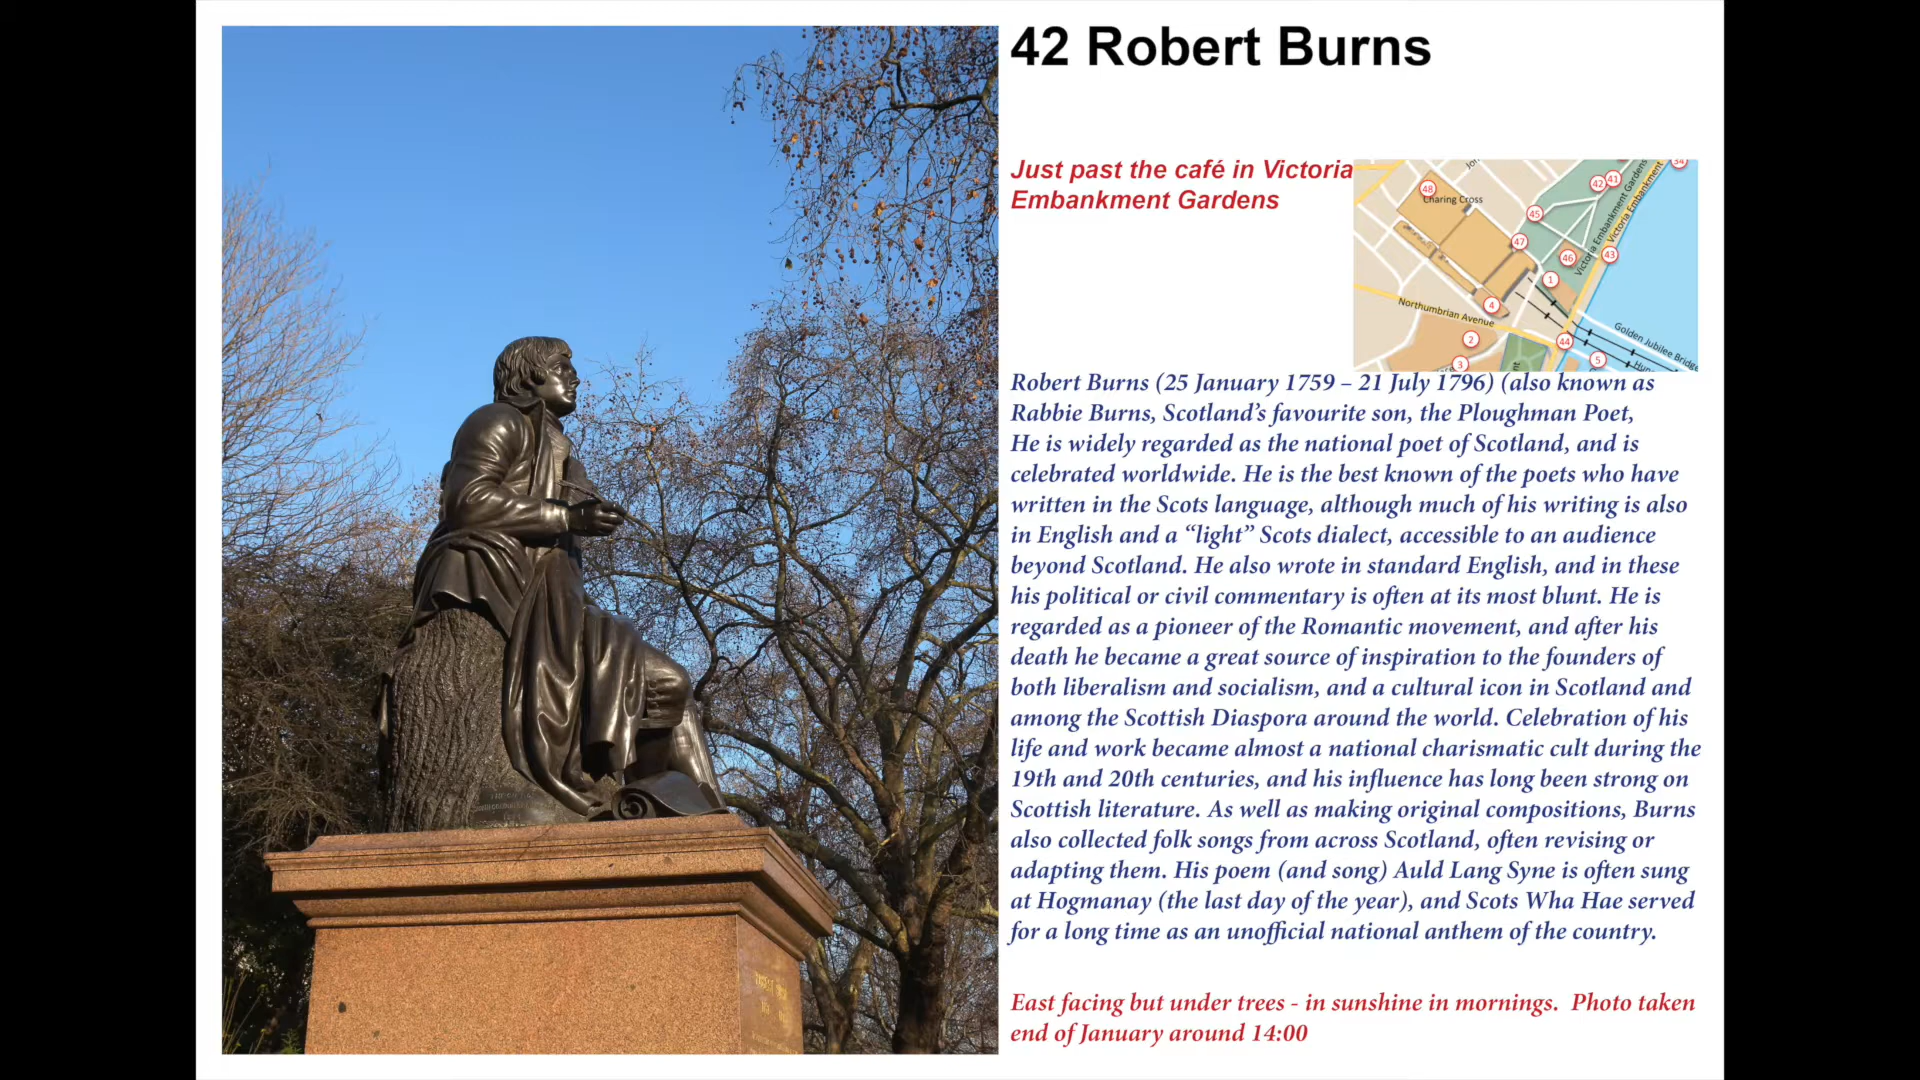 42 Robert Burns
Just past the café in Victoria
Embankment Gardens
34
48
Charing Cross
42
41
45
47
46
43
1
4
2
3
44
5
Victoria Embankment Gardens
Victoria Embankment
Northumbrian Avenue
Golden Jubilee Bridge
Robert Burns (25 January 1759 – 21 July 1796) (also known as
Rabbie Burns, Scotland’s favourite son, the Ploughman Poet,
He is widely regarded as the national poet of Scotland, and is
celebrated worldwide. He is the best known of the poets who have
written in the Scots language, although much of his writing is also
in English and a “light” Scots dialect, accessible to an audience
beyond Scotland. He also wrote in standard English, and in these
his political or civil commentary is often at its most blunt. He is
regarded as a pioneer of the Romantic movement, and after his
death he became a great source of inspiration to the founders of
both liberalism and socialism, and a cultural icon in Scotland and
among the Scottish Diaspora around the world. Celebration of his
life and work became almost a national charismatic cult during the
19th and 20th centuries, and his influence has long been strong on
Scottish literature. As well as making original compositions, Burns
also collected folk songs from across Scotland, often revising or
adapting them. His poem (and song) Auld Lang Syne is often sung
at Hogmanay (the last day of the year), and Scots Wha Hae served
for a long time as an unofficial national anthem of the country.
East facing but under trees - in sunshine in mornings.  Photo taken
end of January around 14:00